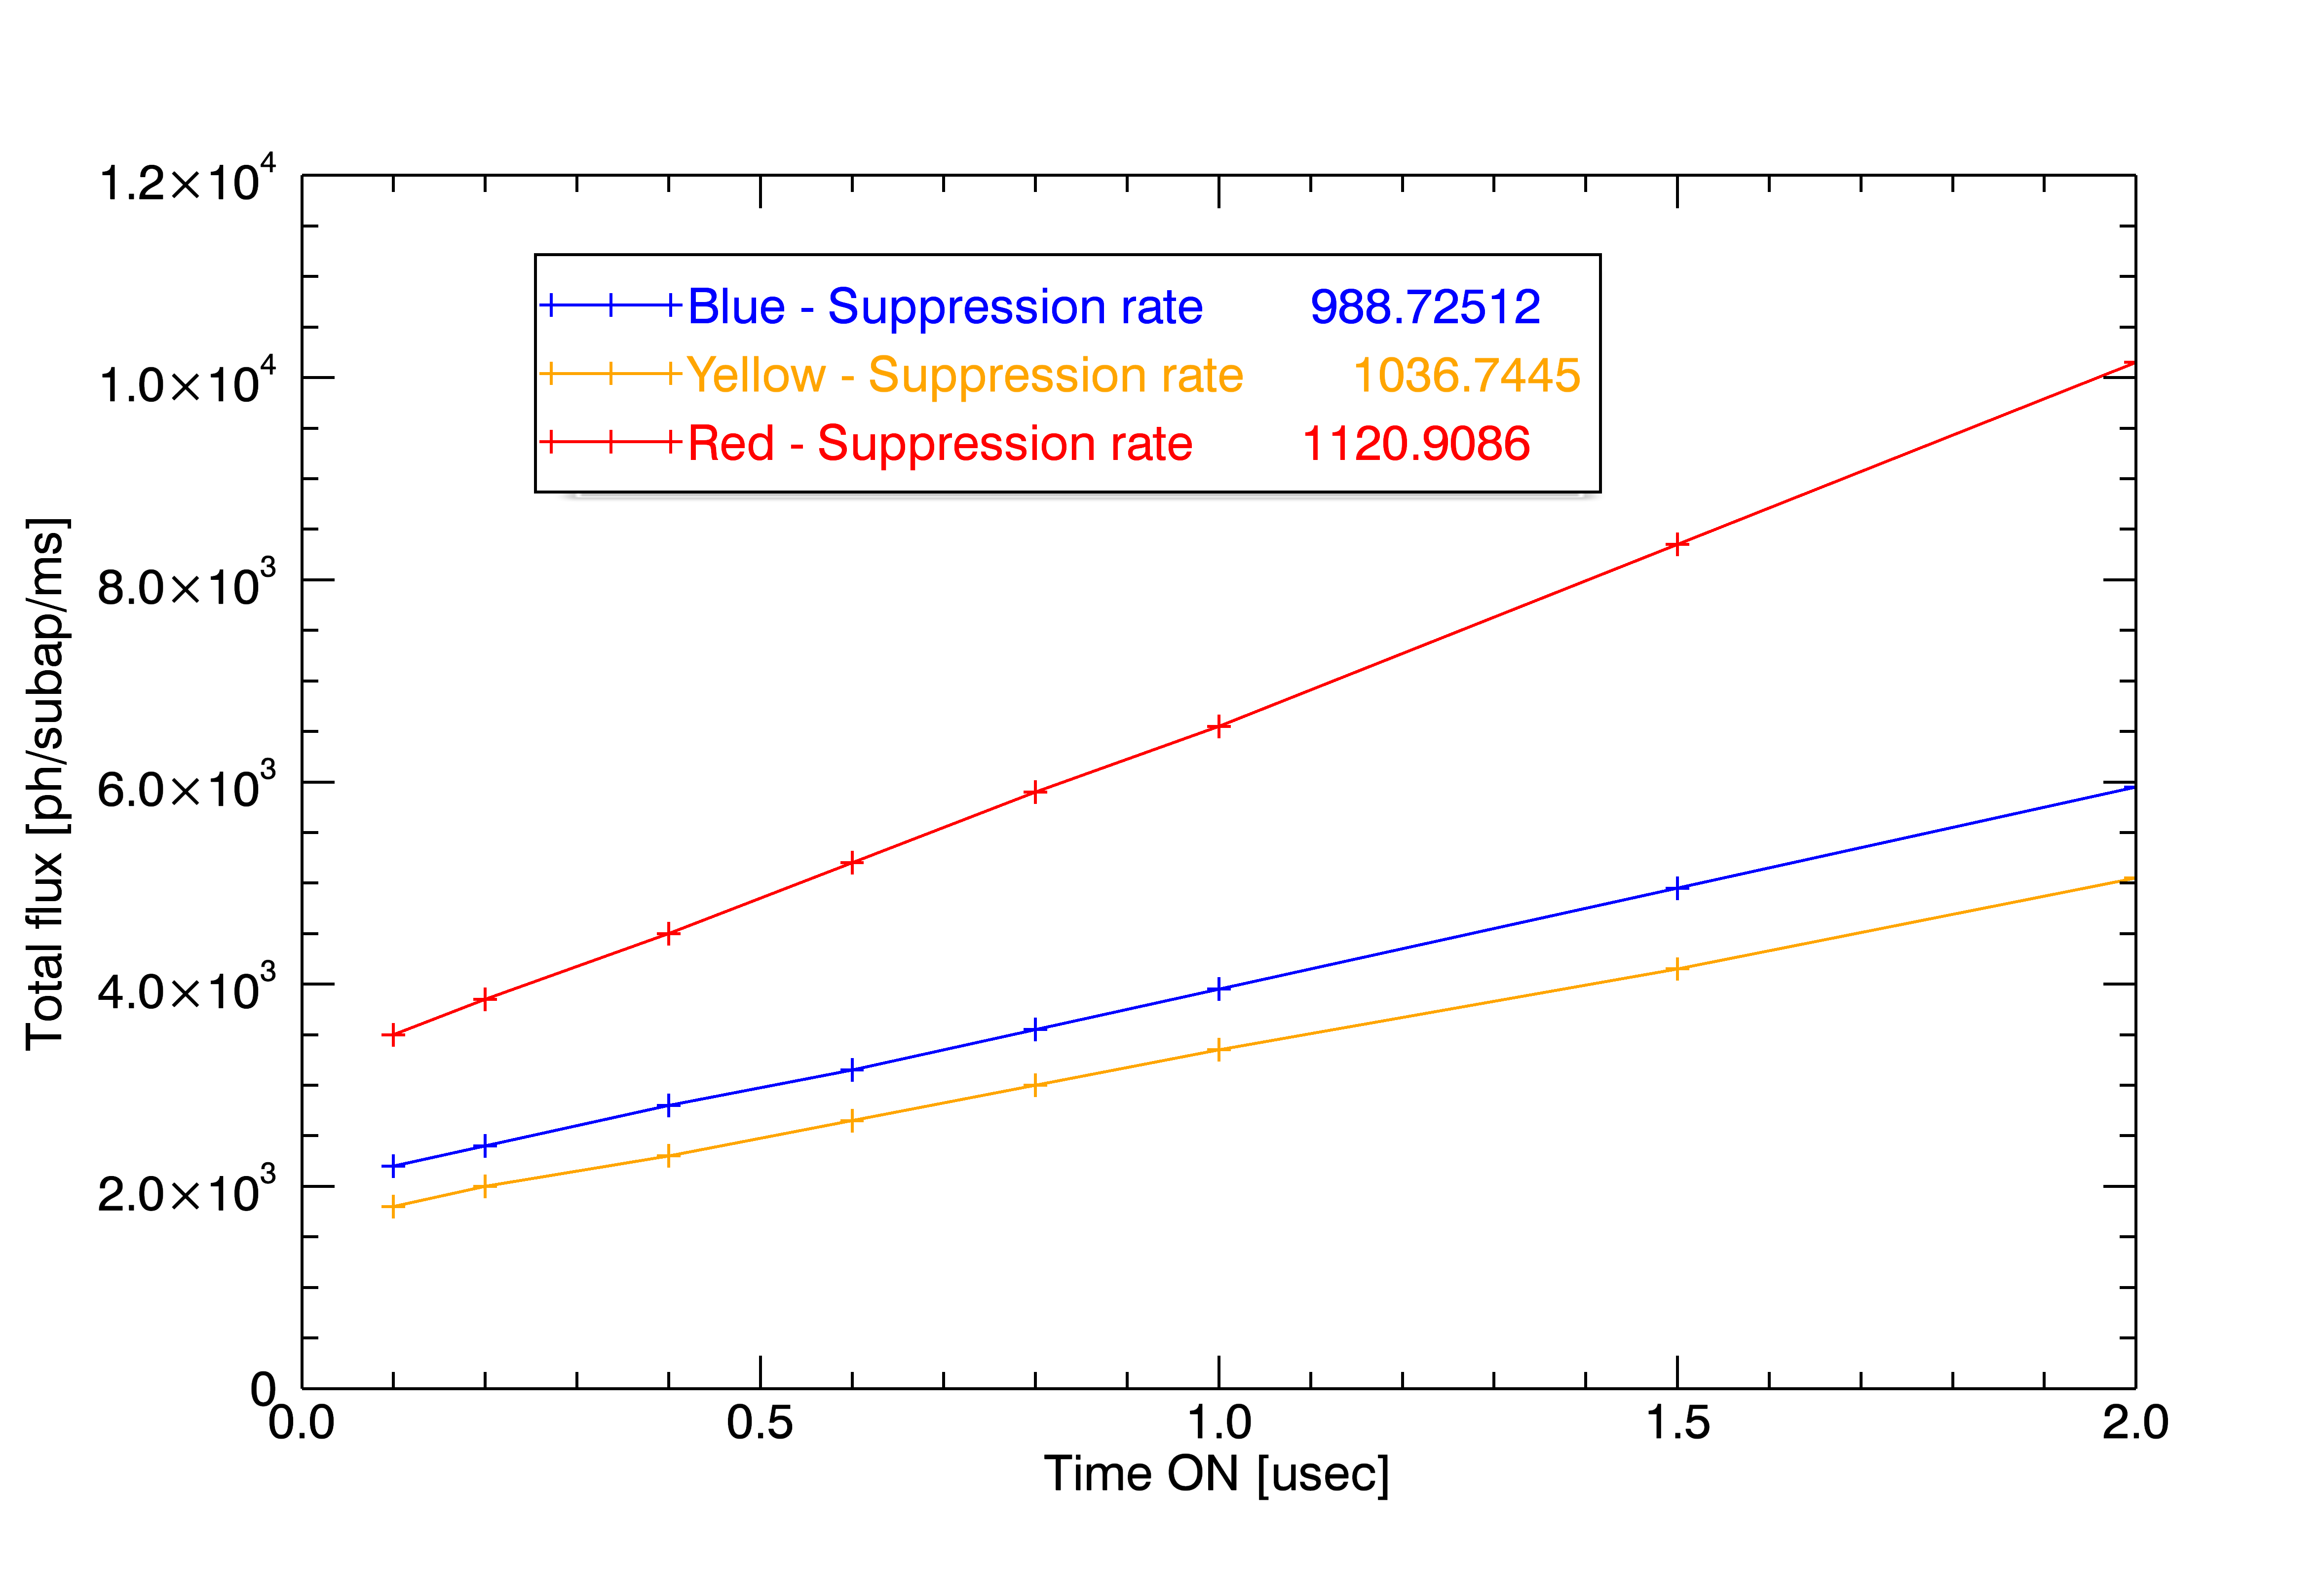 1.2×10⁴
1.0×10⁴
8.0×10³
6.0×10³
4.0×10³
2.0×10³
0
Total flux [ph/subap/ms]
Blue - Suppression rate 988.72512
Yellow - Suppression rate 1036.7445
Red - Suppression rate 1120.9086
0.0 0.5 1.0 1.5 2.0
Time ON [usec]